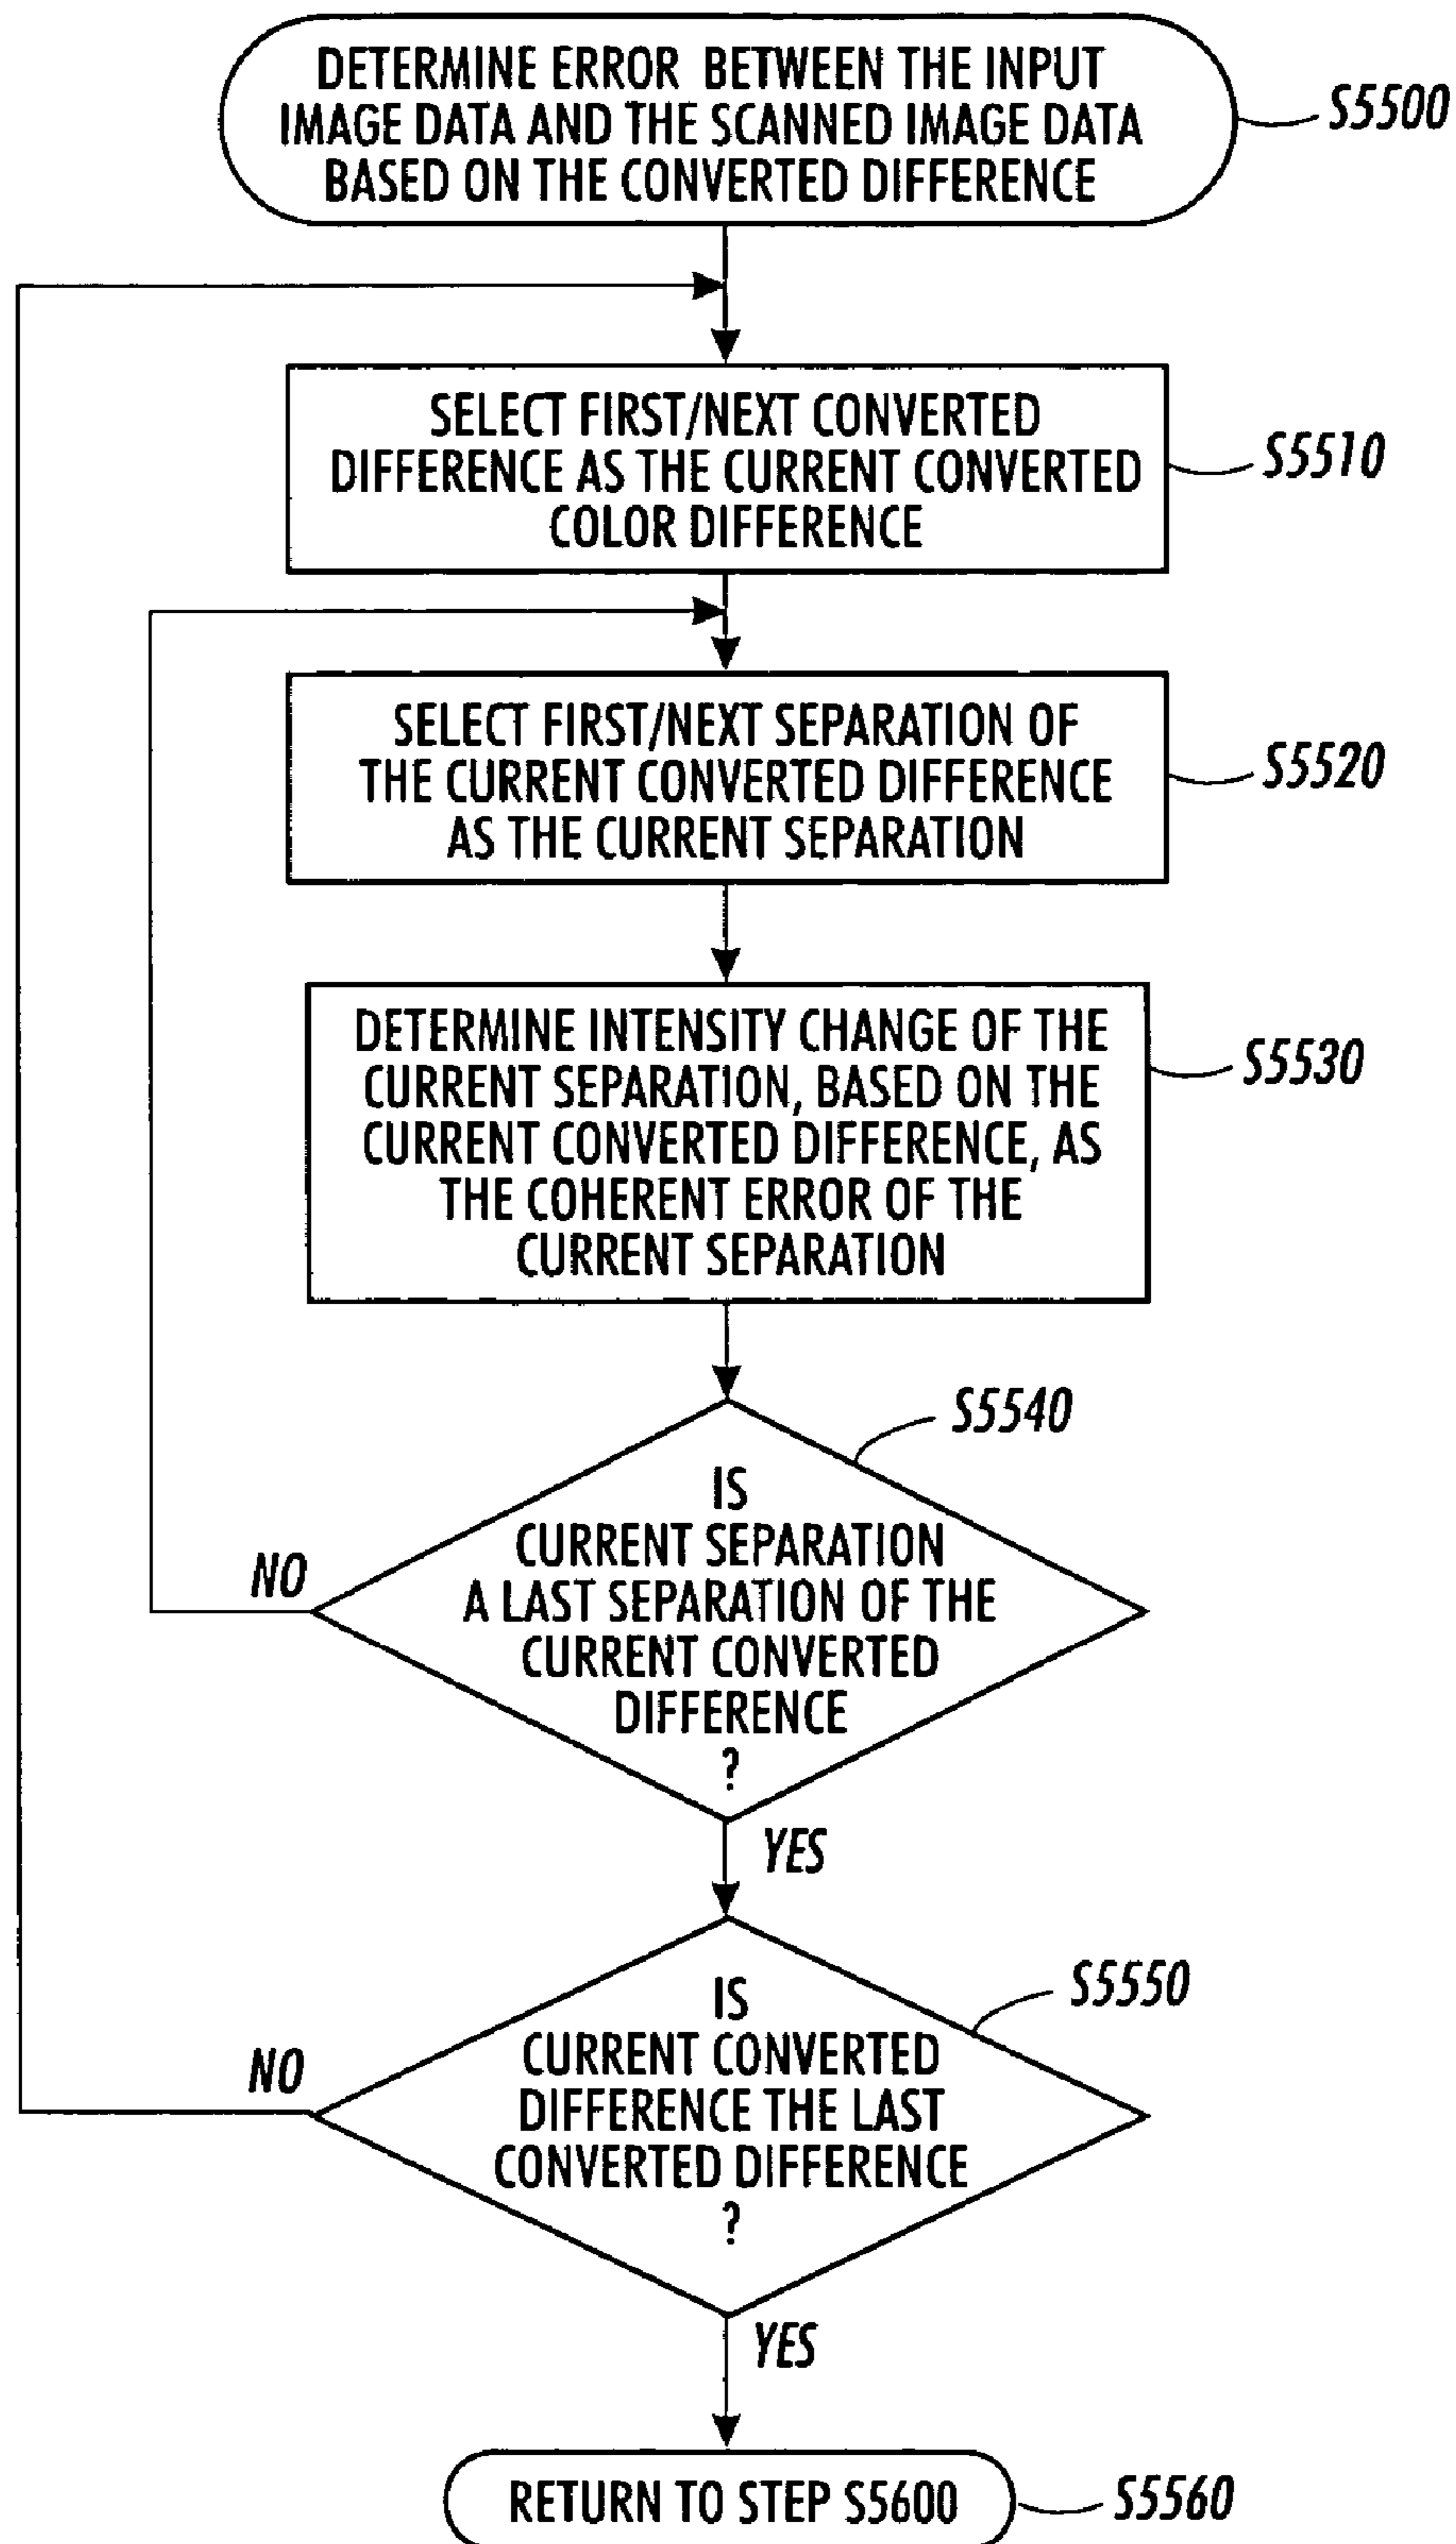 DETERMINE ERROR BETWEEN THE INPUT
IMAGE DATA AND THE SCANNED IMAGE DATA
BASED ON THE CONVERTED DIFFERENCE
S5500
SELECT FIRST/NEXT CONVERTED
DIFFERENCE AS THE CURRENT CONVERTED
COLOR DIFFERENCE
S5510
SELECT FIRST/NEXT SEPARATION OF
THE CURRENT CONVERTED DIFFERENCE
AS THE CURRENT SEPARATION
S5520
DETERMINE INTENSITY CHANGE OF THE
CURRENT SEPARATION, BASED ON THE
CURRENT CONVERTED DIFFERENCE, AS
THE COHERENT ERROR OF THE
CURRENT SEPARATION
S5530
S5540
IS
CURRENT SEPARATION
A LAST SEPARATION OF THE
CURRENT CONVERTED
DIFFERENCE
?
NO
YES
S5550
IS
CURRENT CONVERTED
DIFFERENCE THE LAST
CONVERTED DIFFERENCE
?
NO
YES
RETURN TO STEP S5600
S5560